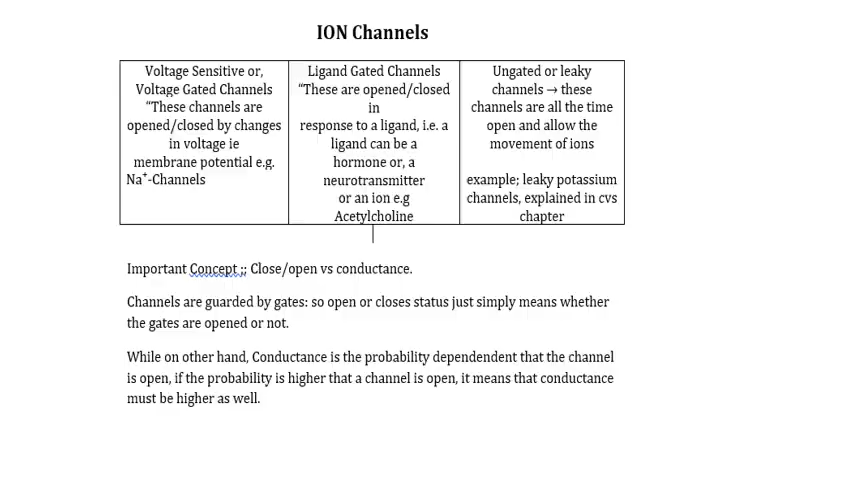 ION Channels
Voltage Sensitive or,
Voltage Gated Channels
“These channels are
opened/closed by changes
in voltage ie
membrane potential e.g.
Na⁺-Channels
Ligand Gated Channels
“These are opened/closed
in
response to a ligand, i.e. a
ligand can be a
hormone or, a
neurotransmitter
or an ion e.g
Acetylcholine
Ungated or leaky
channels → these
channels are all the time
open and allow the
movement of ions
example; leaky potassium
channels, explained in cvs
chapter
Important Concept ;; Close/open vs conductance.
Channels are guarded by gates: so open or closes status just simply means whether
the gates are opened or not.
While on other hand, Conductance is the probability dependendent that the channel
is open, if the probability is higher that a channel is open, it means that conductance
must be higher as well.